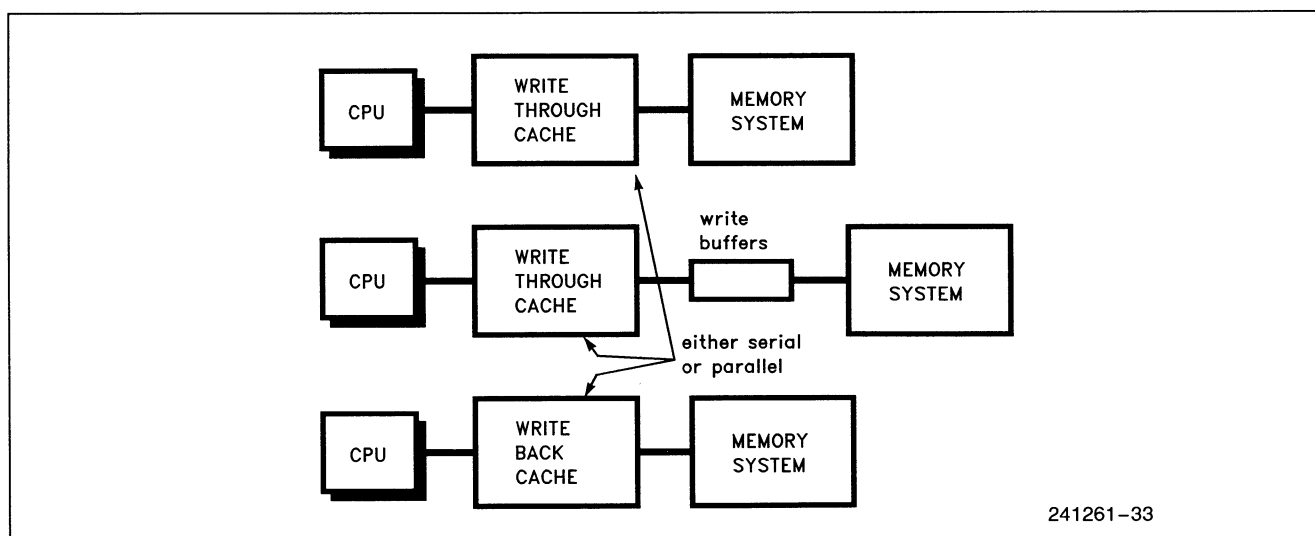 CPU
WRITE
THROUGH
CACHE
MEMORY
SYSTEM
CPU
WRITE
THROUGH
CACHE
write
buffers
MEMORY
SYSTEM
either serial
or parallel
CPU
WRITE
BACK
CACHE
MEMORY
SYSTEM
241261–33